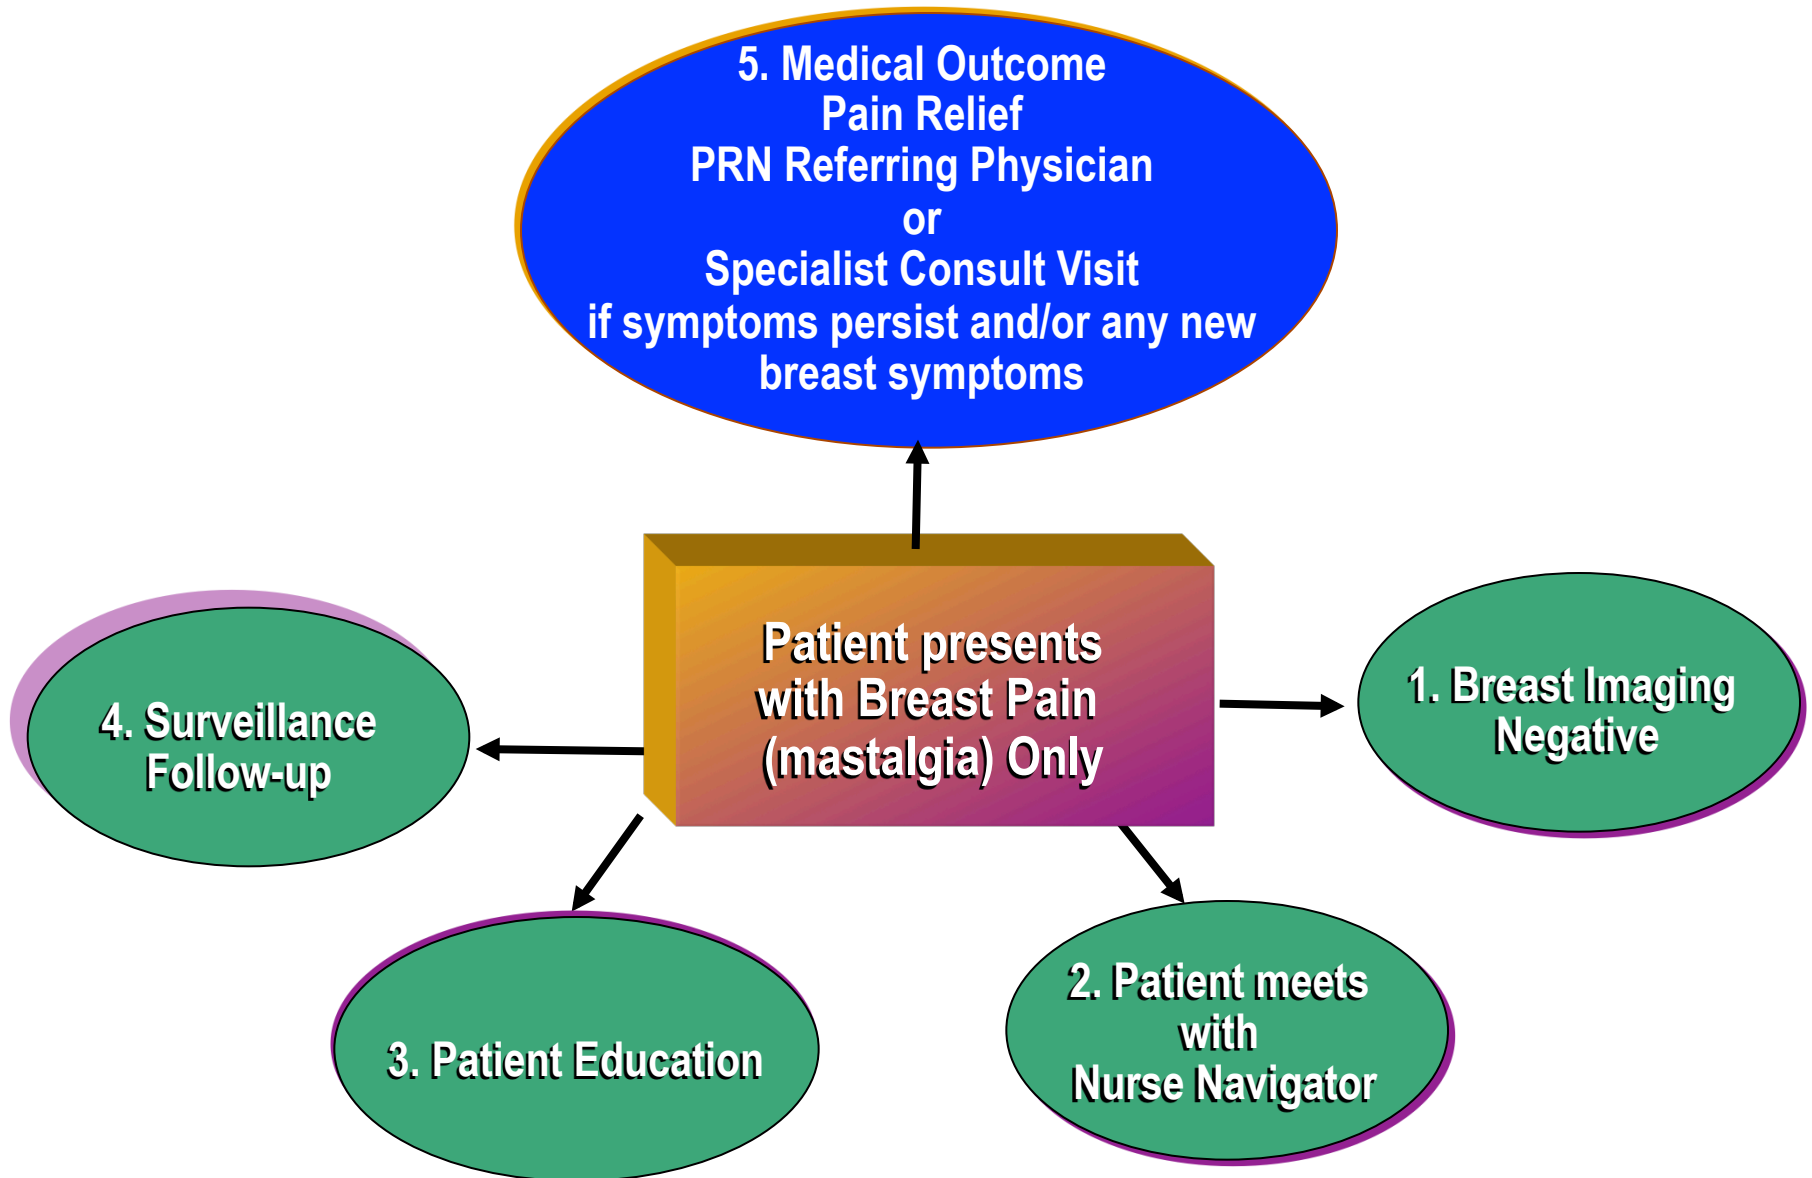 5. Medical Outcome
Pain Relief
PRN Referring Physician
or
Specialist Consult Visit
if symptoms persist and/or any new
breast symptoms
Patient presents
with Breast Pain
(mastalgia) Only
1. Breast Imaging
Negative
2. Patient meets
with
Nurse Navigator
3. Patient Education
4. Surveillance
Follow-up